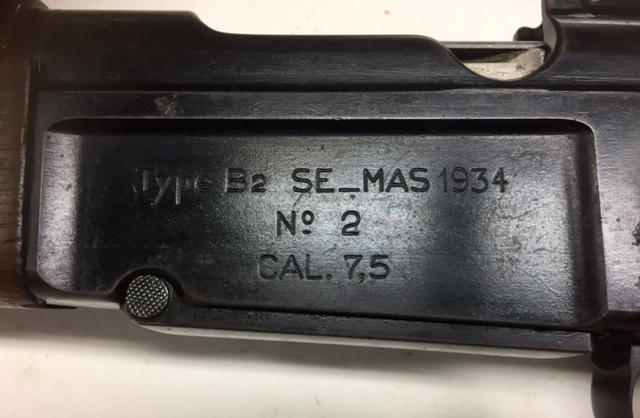 Type B2 SE_MAS 1934
Nº 2
CAL. 7,5